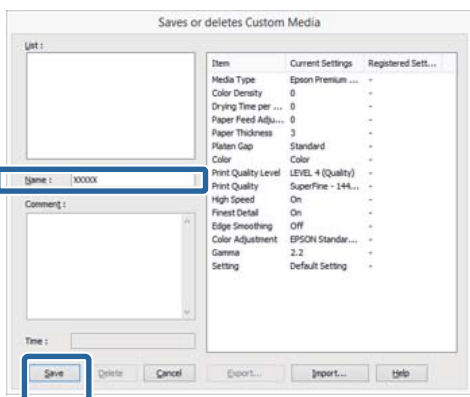 Saves or deletes Custom Media
List :
Item Current Settings Registered Sett...
Media Type Epson Premium ... -
Color Density 0 -
Drying Time per ... 0 -
Paper Feed Adju... 0 -
Paper Thickness 3 -
Platen Gap Standard -
Color Color -
Print Quality Level LEVEL 4 (Quality) -
Print Quality SuperFine - 144... -
High Speed On -
Finest Detail On -
Edge Smoothing Off -
Color Adjustment EPSON Standar... -
Gamma 2.2 -
Setting Default Setting -
Name : XXXXX
Comment :
Time :
Save Delete Cancel Export... Import... Help